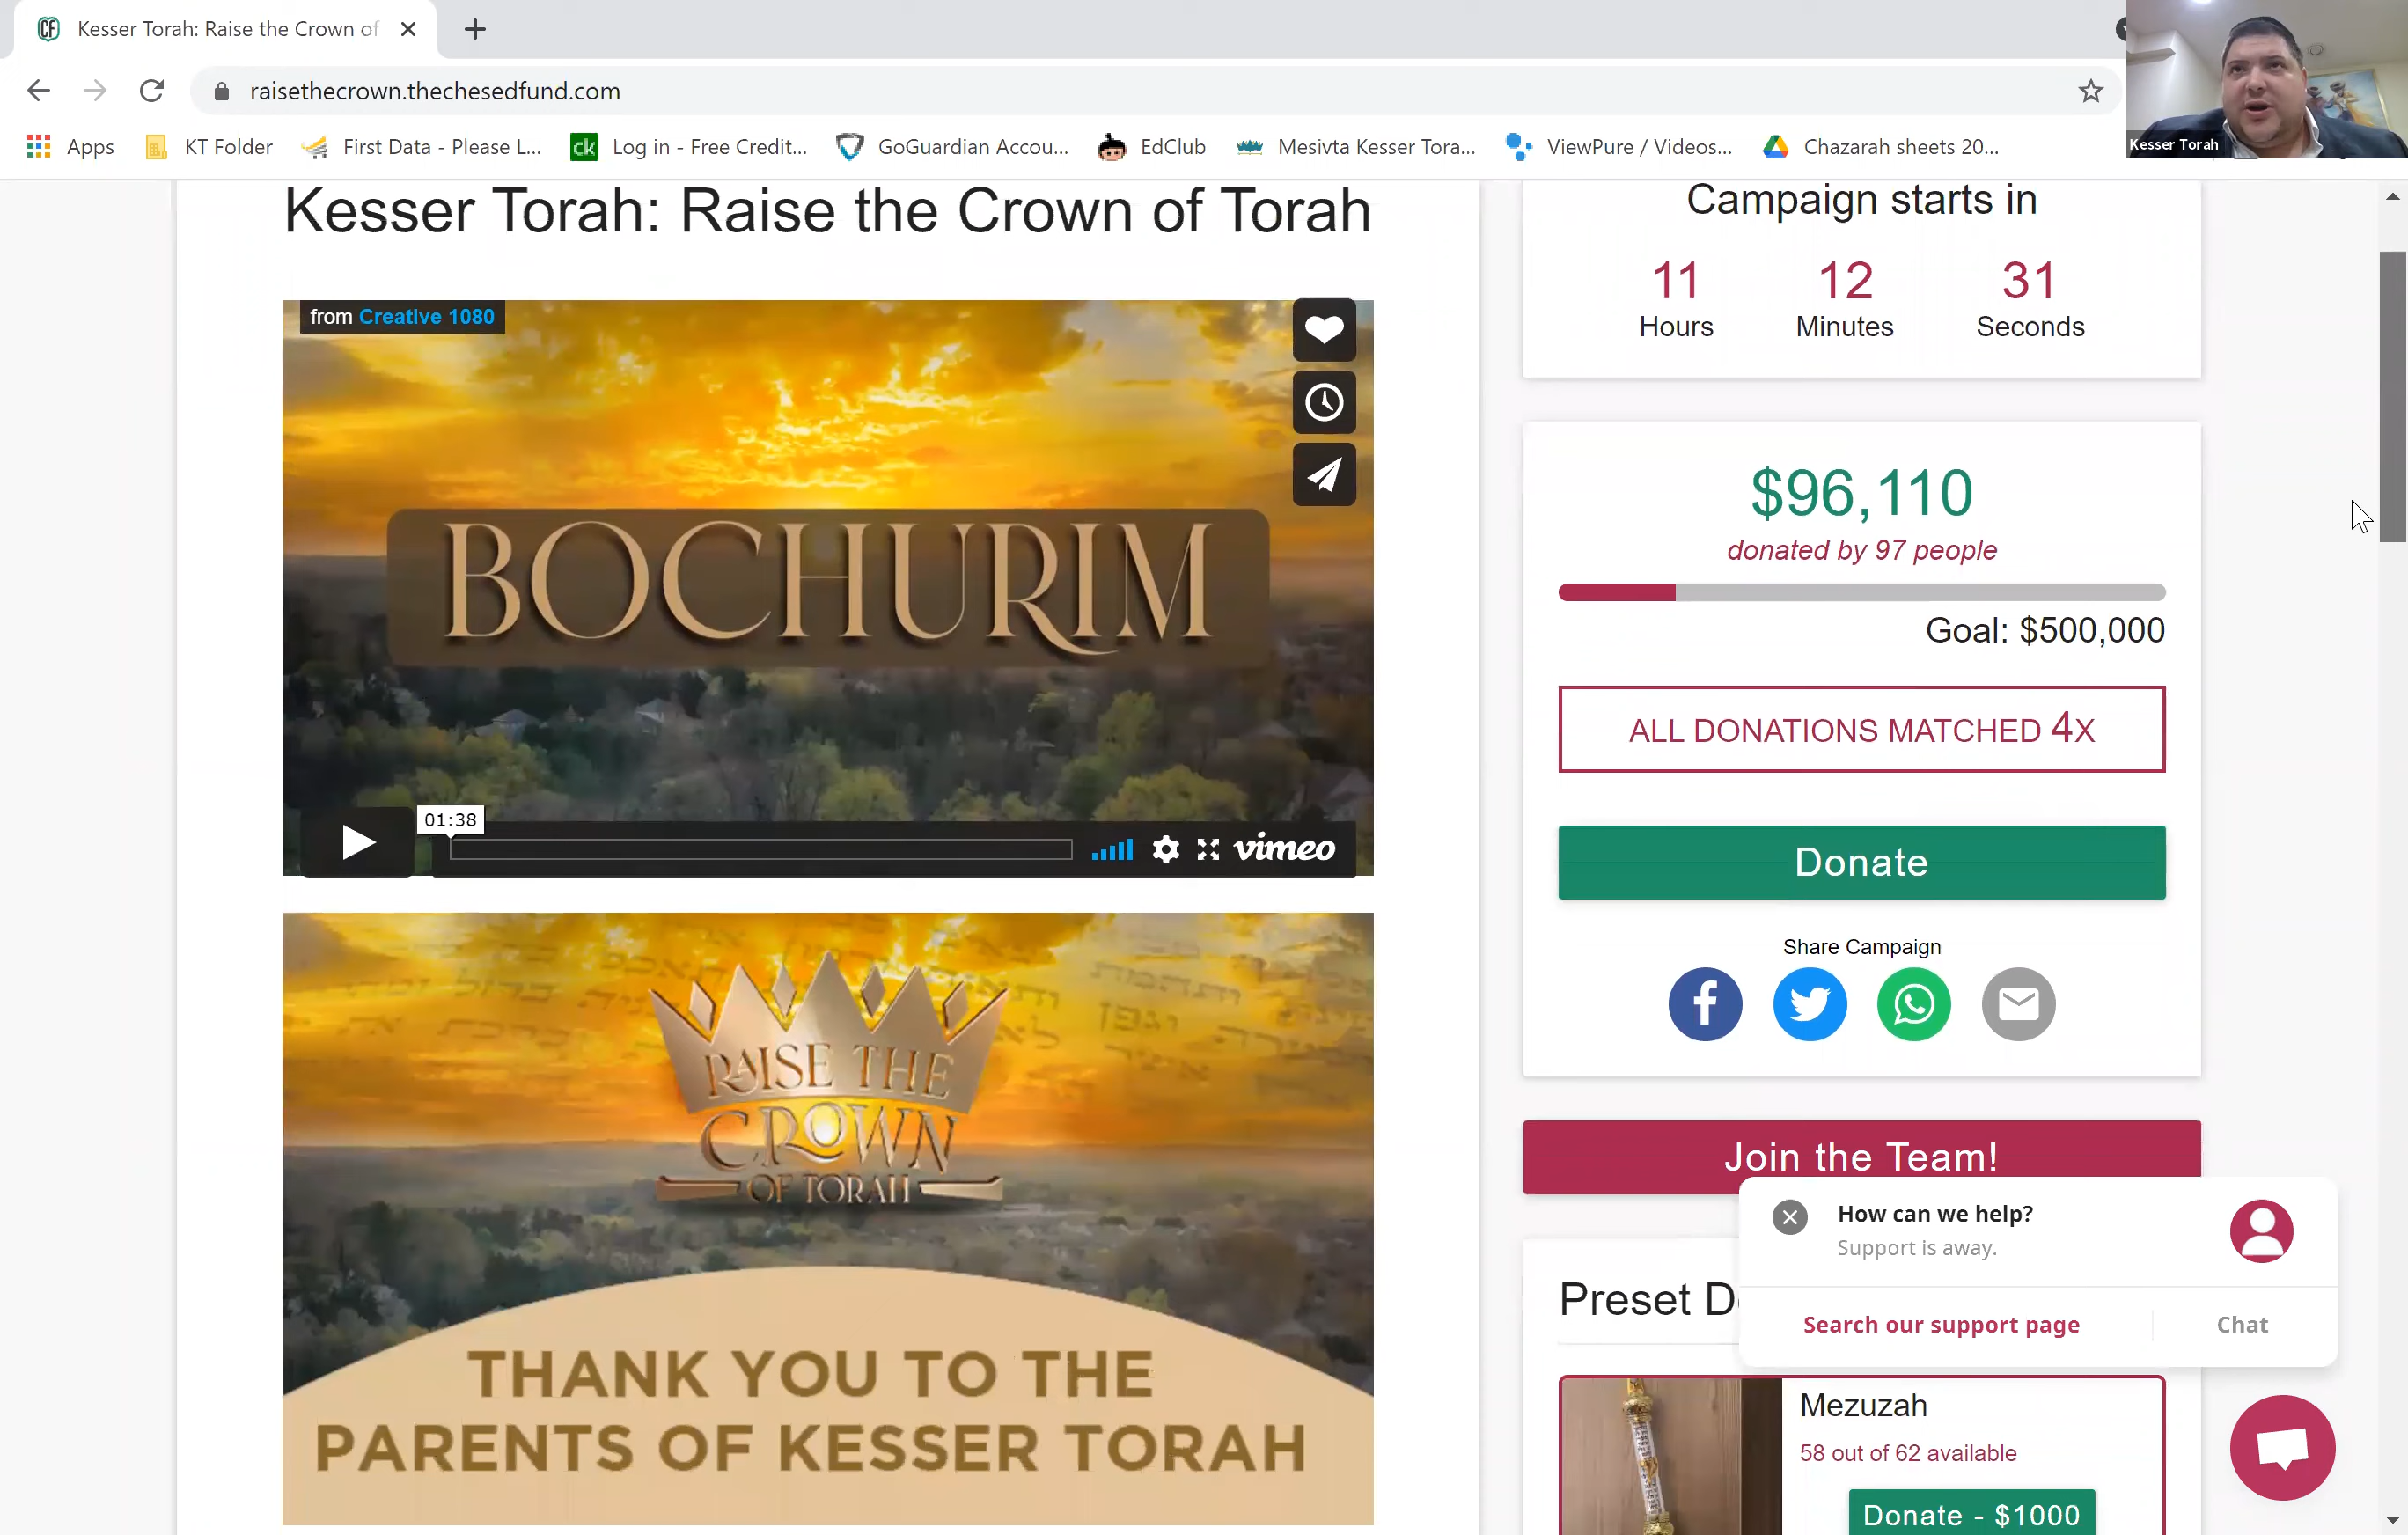 Kesser Torah: Raise the Crown of
raisethecrown.thechesedfund.com
Apps
KT Folder
First Data - Please L...
ck
Log in - Free Credit...
GoGuardian Accou...
EdClub
Mesivta Kesser Tora...
ViewPure / Videos...
Chazarah sheets 20...
Kesser Torah
Kesser Torah: Raise the Crown of Torah
from Creative 1080
BOCHURIM
01:38
vimeo
RAISE THE
CROWN
OF TORAH
THANK YOU TO THE
PARENTS OF KESSER TORAH
Campaign starts in
11 12 31
Hours Minutes Seconds
$96,110
donated by 97 people
Goal: $500,000
ALL DONATIONS MATCHED 4X
Donate
Share Campaign
Join the Team!
How can we help?
Support is away.
Search our support page
Chat
Preset
Mezuzah
58 out of 62 available
Donate - $1000